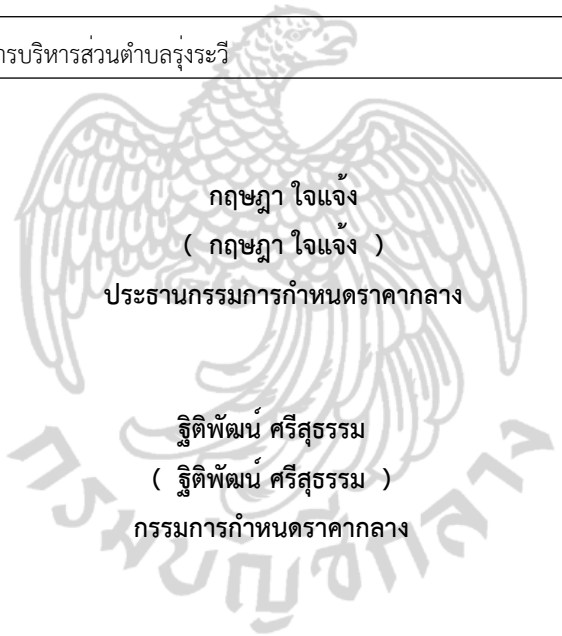 ารบริหารส่วนตำบลรุ่งระวี
กฤษฎา ใจแจ้ง
( กฤษฎา ใจแจ้ง )
ประธานกรรมการกำหนดราคากลาง
ฐิติพัฒน์ ศรีสุธรรม
( ฐิติพัฒน์ ศรีสุธรรม )
กรรมการกำหนดราคากลาง
กรมบัญชีกลาง